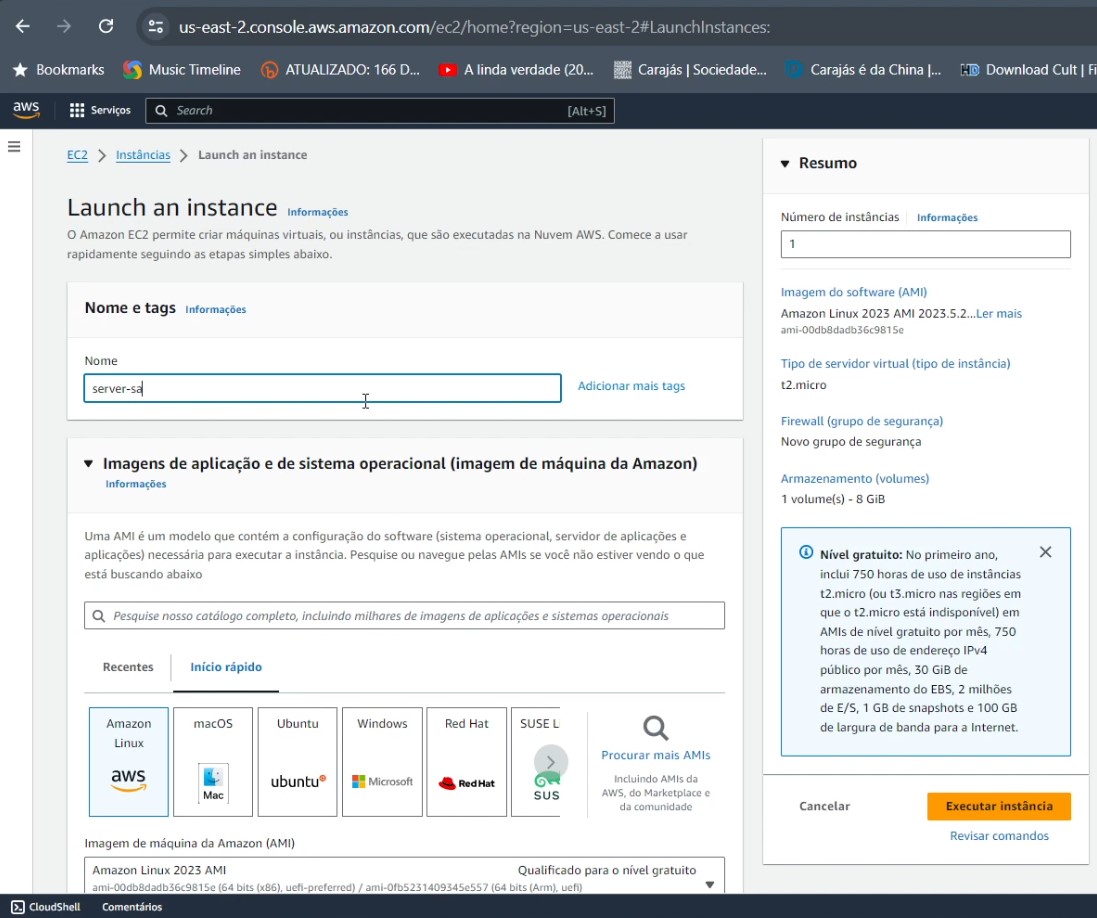 us-east-2.console.aws.amazon.com/ec2/home?region=us-east-2#LaunchInstances:
Bookmarks
Music Timeline
ATUALIZADO: 166 D...
A linda verdade (20...
Carajás | Sociedade...
Carajás é da China |...
Download Cult | Fi
aws
Serviços
Search
[Alt+S]
EC2
Instâncias
Launch an instance
Launch an instance Informações
O Amazon EC2 permite criar máquinas virtuais, ou instâncias, que são executadas na Nuvem AWS. Comece a usar
rapidamente seguindo as etapas simples abaixo.
Nome e tags Informações
Nome
server-sa
Adicionar mais tags
Imagens de aplicação e de sistema operacional (imagem de máquina da Amazon)
Informações
Uma AMI é um modelo que contém a configuração do software (sistema operacional, servidor de aplicações e
aplicações) necessária para executar a instância. Pesquise ou navegue pelas AMIs se você não estiver vendo o que
está buscando abaixo
Pesquise nosso catálogo completo, incluindo milhares de imagens de aplicações e sistemas operacionais
Recentes
Início rápido
Amazon
Linux
aws
macOS
Mac
Ubuntu
ubuntu
Windows
Microsoft
Red Hat
Red Hat
SUSE L
SUS
Procurar mais AMIs
Incluindo AMIs da
AWS, do Marketplace e
da comunidade
Imagem de máquina da Amazon (AMI)
Amazon Linux 2023 AMI
Qualificado para o nível gratuito
ami-00db8dadb36c9815e (64 bits (x86), uefi-preferred) / ami-0fb5231409345e557 (64 bits (Arm), uefi)
Resumo
Número de instâncias
Informações
1
Imagem do software (AMI)
Amazon Linux 2023 AMI 2023.5.2...Ler mais
ami-00db8dadb36c9815e
Tipo de servidor virtual (tipo de instância)
t2.micro
Firewall (grupo de segurança)
Novo grupo de segurança
Armazenamento (volumes)
1 volume(s) - 8 GiB
Nível gratuito: No primeiro ano,
inclui 750 horas de uso de instâncias
t2.micro (ou t3.micro nas regiões em
que o t2.micro está indisponível) em
AMIs de nível gratuito por mês, 750
horas de uso de endereço IPv4
público por mês, 30 GiB de
armazenamento do EBS, 2 milhões
de E/S, 1 GB de snapshots e 100 GB
de largura de banda para a Internet.
Cancelar
Executar instância
Revisar comandos
CloudShell
Comentários